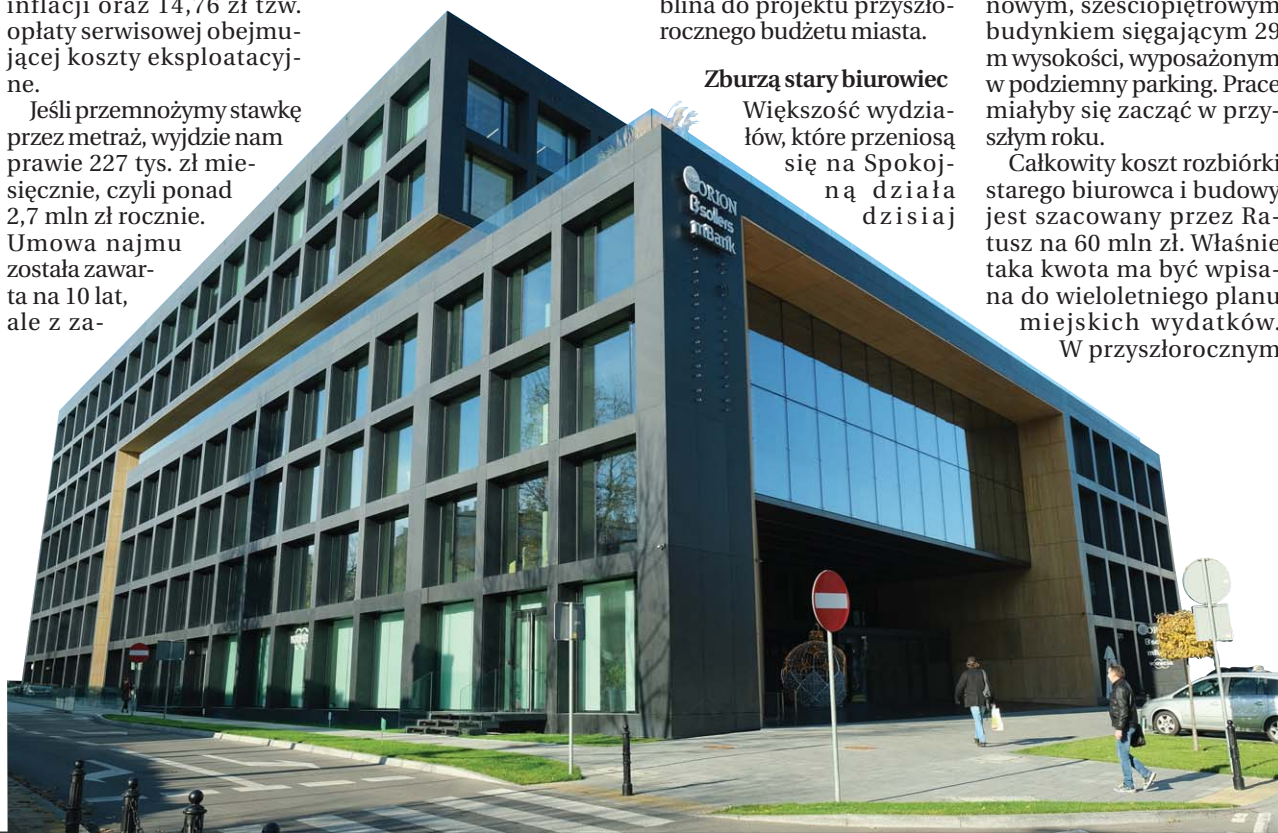 inflacji oraz 14,76 zł tzw.
opłaty serwisowej obejmu-
jącej koszty eksploatacyj-
ne.
Jeśli przemnożymy stawkę
przez metraż, wyjdzie nam
prawie 227 tys. zł mie-
sięcznie, czyli ponad
2,7 mln zł rocznie.
Umowa najmu
została zawar-
ta na 10 lat,
ale z za-
blina do projektu przyszło-
rocznego budżetu miasta.
Zburzą stary biurowiec
Większość wydzia-
łów, które przeniosą
się na Spokoj-
ną działa
dzisiaj
nowym, sześciopiętrowym
budynkiem sięgającym 29
m wysokości, wyposażonym
w podziemny parking. Prace
miałyby się zacząć w przy-
szłym roku.
Całkowity koszt rozbiórki
starego biurowca i budowy
jest szacowany przez Ra-
tusz na 60 mln zł. Właśnie
taka kwota ma być wpisa-
na do wieloletniego planu
miejskich wydatków.
W przyszłorocznym
ORION
sollers
mBank